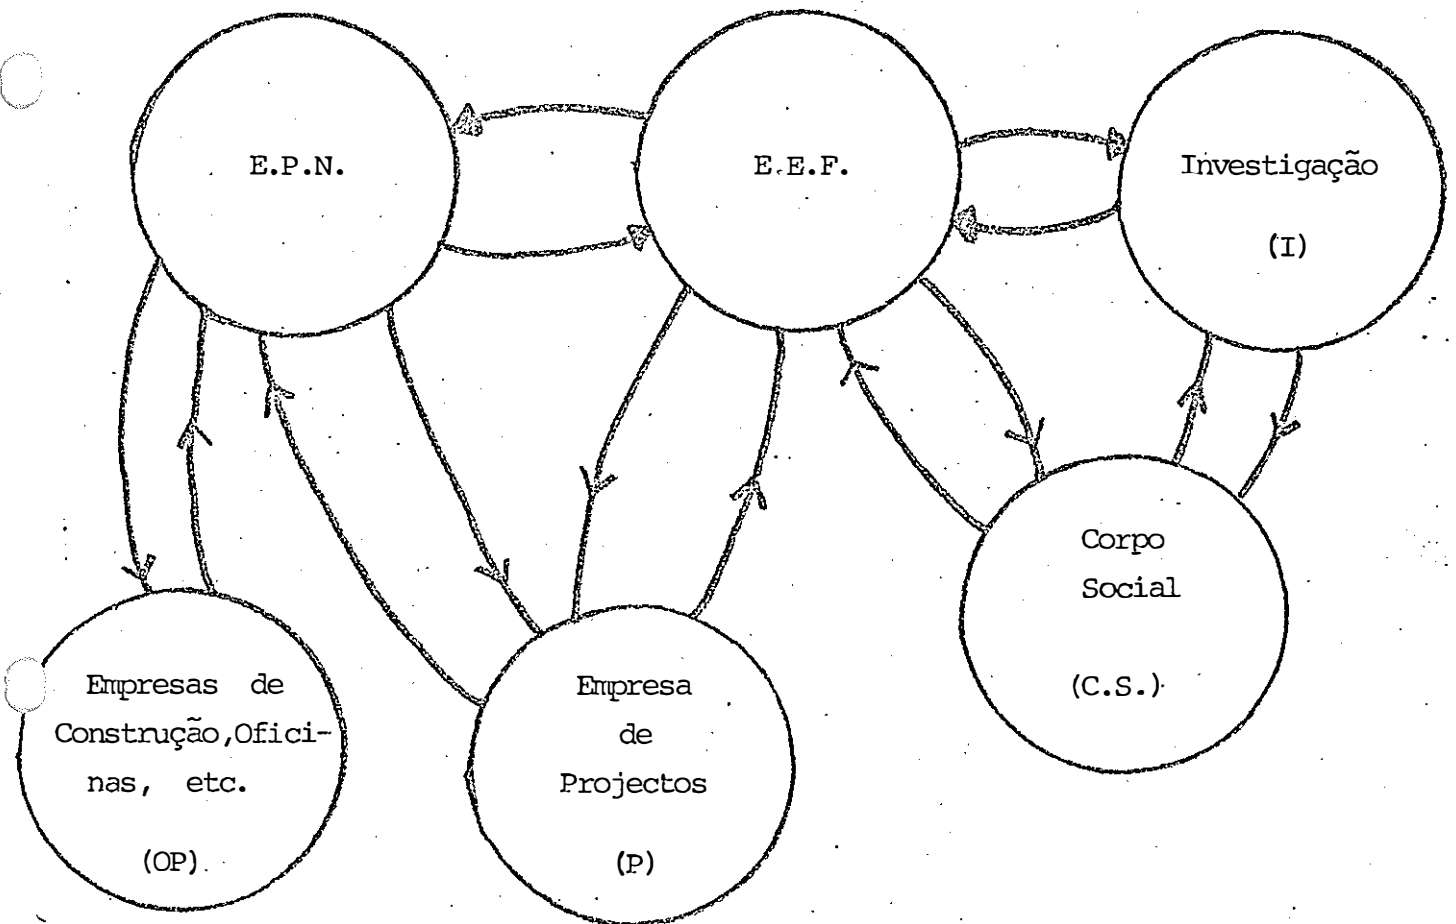 E.P.N.
E.E.F.
Investigação
(I)
Corpo
Social
(C.S.)
Empresas de
Construção,Ofici-
nas, etc.
(OP)
Empresa
de
Projectos
(P)